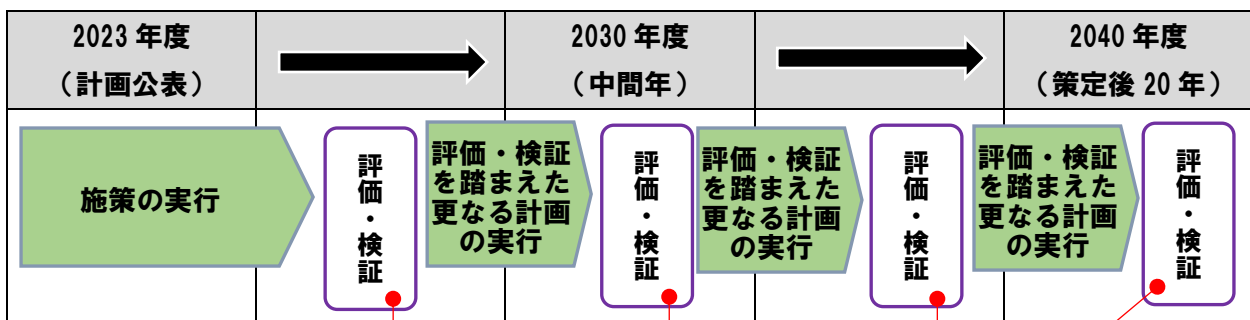 2023 年度
（計画公表）
2030 年度
（中間年）
2040 年度
（策定後 20 年）
施策の実行
評価・検証
評価・検証
を踏まえた
更なる計画
の実行
評価・検証
評価・検証
を踏まえた
更なる計画
の実行
評価・検証
評価・検証
を踏まえた
更なる計画
の実行
評価・検証